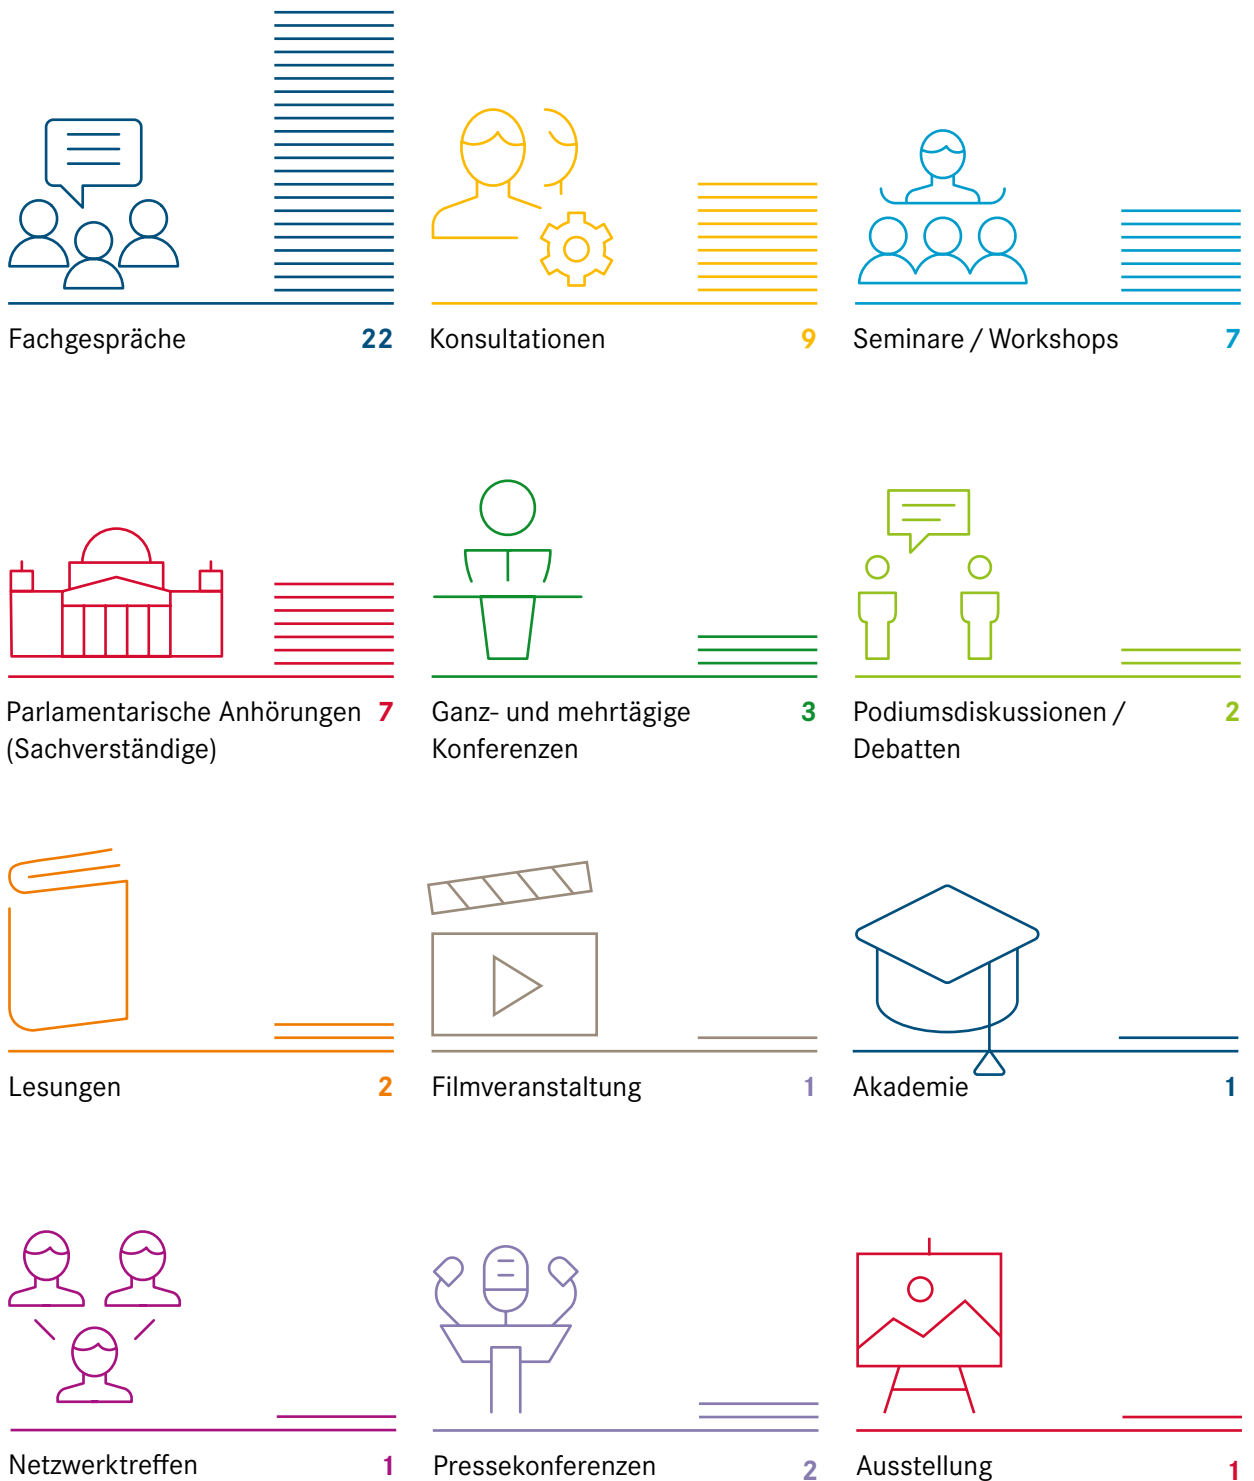 Fachgespräche 22
Konsultationen 9
Seminare / Workshops 7
Parlamentarische Anhörungen 7
(Sachverständige)
Ganz- und mehrtägige 3
Konferenzen
Podiumsdiskussionen / 2
Debatten
Lesungen 2
Filmveranstaltung 1
Akademie 1
Netzwerktreffen 1
Pressekonferenzen 2
Ausstellung 1